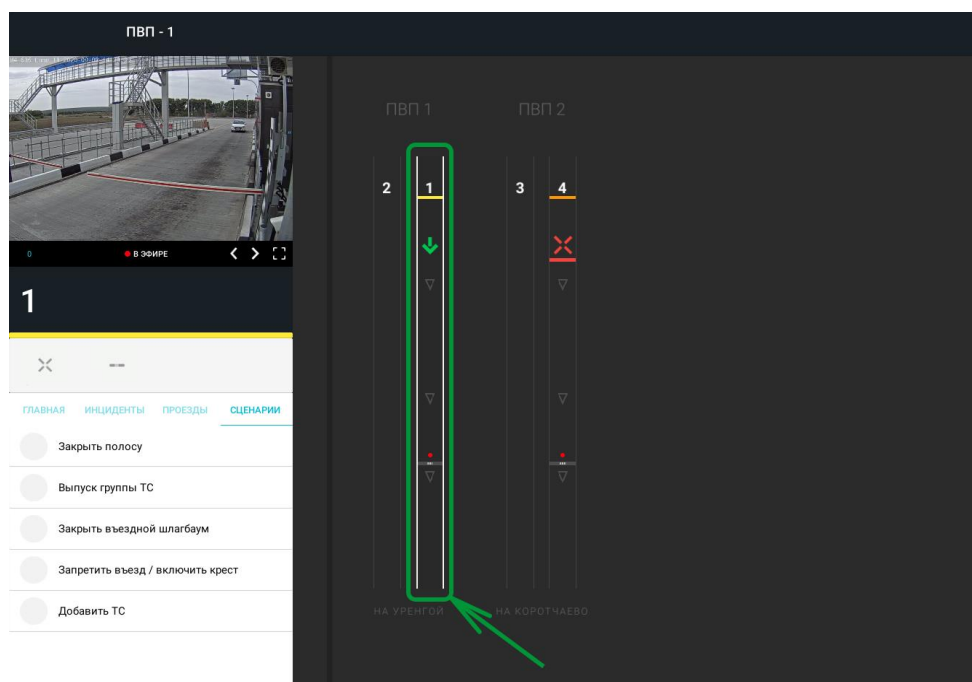 ПВП - 1
0
В ЭФИРЕ
1
ГЛАВНАЯ ИНЦИДЕНТЫ ПРОЕЗДЫ СЦЕНАРИИ
Закрыть полосу
Выпуск группы ТС
Закрыть въездной шлагбаум
Запретить въезд / включить крест
Добавить ТС
ПВП 1 ПВП 2
2 1 3 4
НА УРЕНГОЙ НА КОРОТЧАЕВО